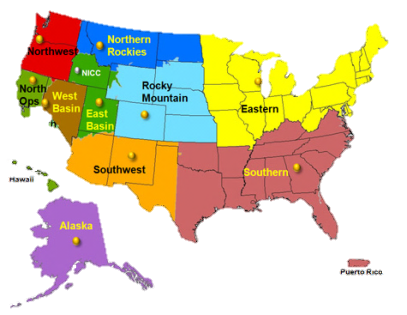 Northern
Rockies
Northwest
NICC
Rocky
Mountain
North
Ops
West
Basin
Eastern
East
Basin
Southwest
Southern
Hawaii
Alaska
Puerto Rico